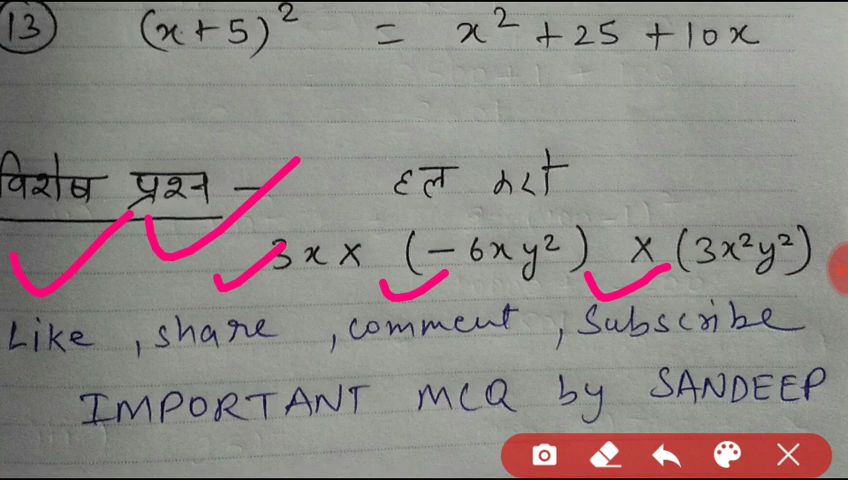 (13) (x+5)² = x² + 25 + 10x
विशेष प्रश्न — हल करो
3x × (-6xy²) × (3x²y²)
Like, share, comment, Subscribe
IMPORTANT MCQ by SANDEEP